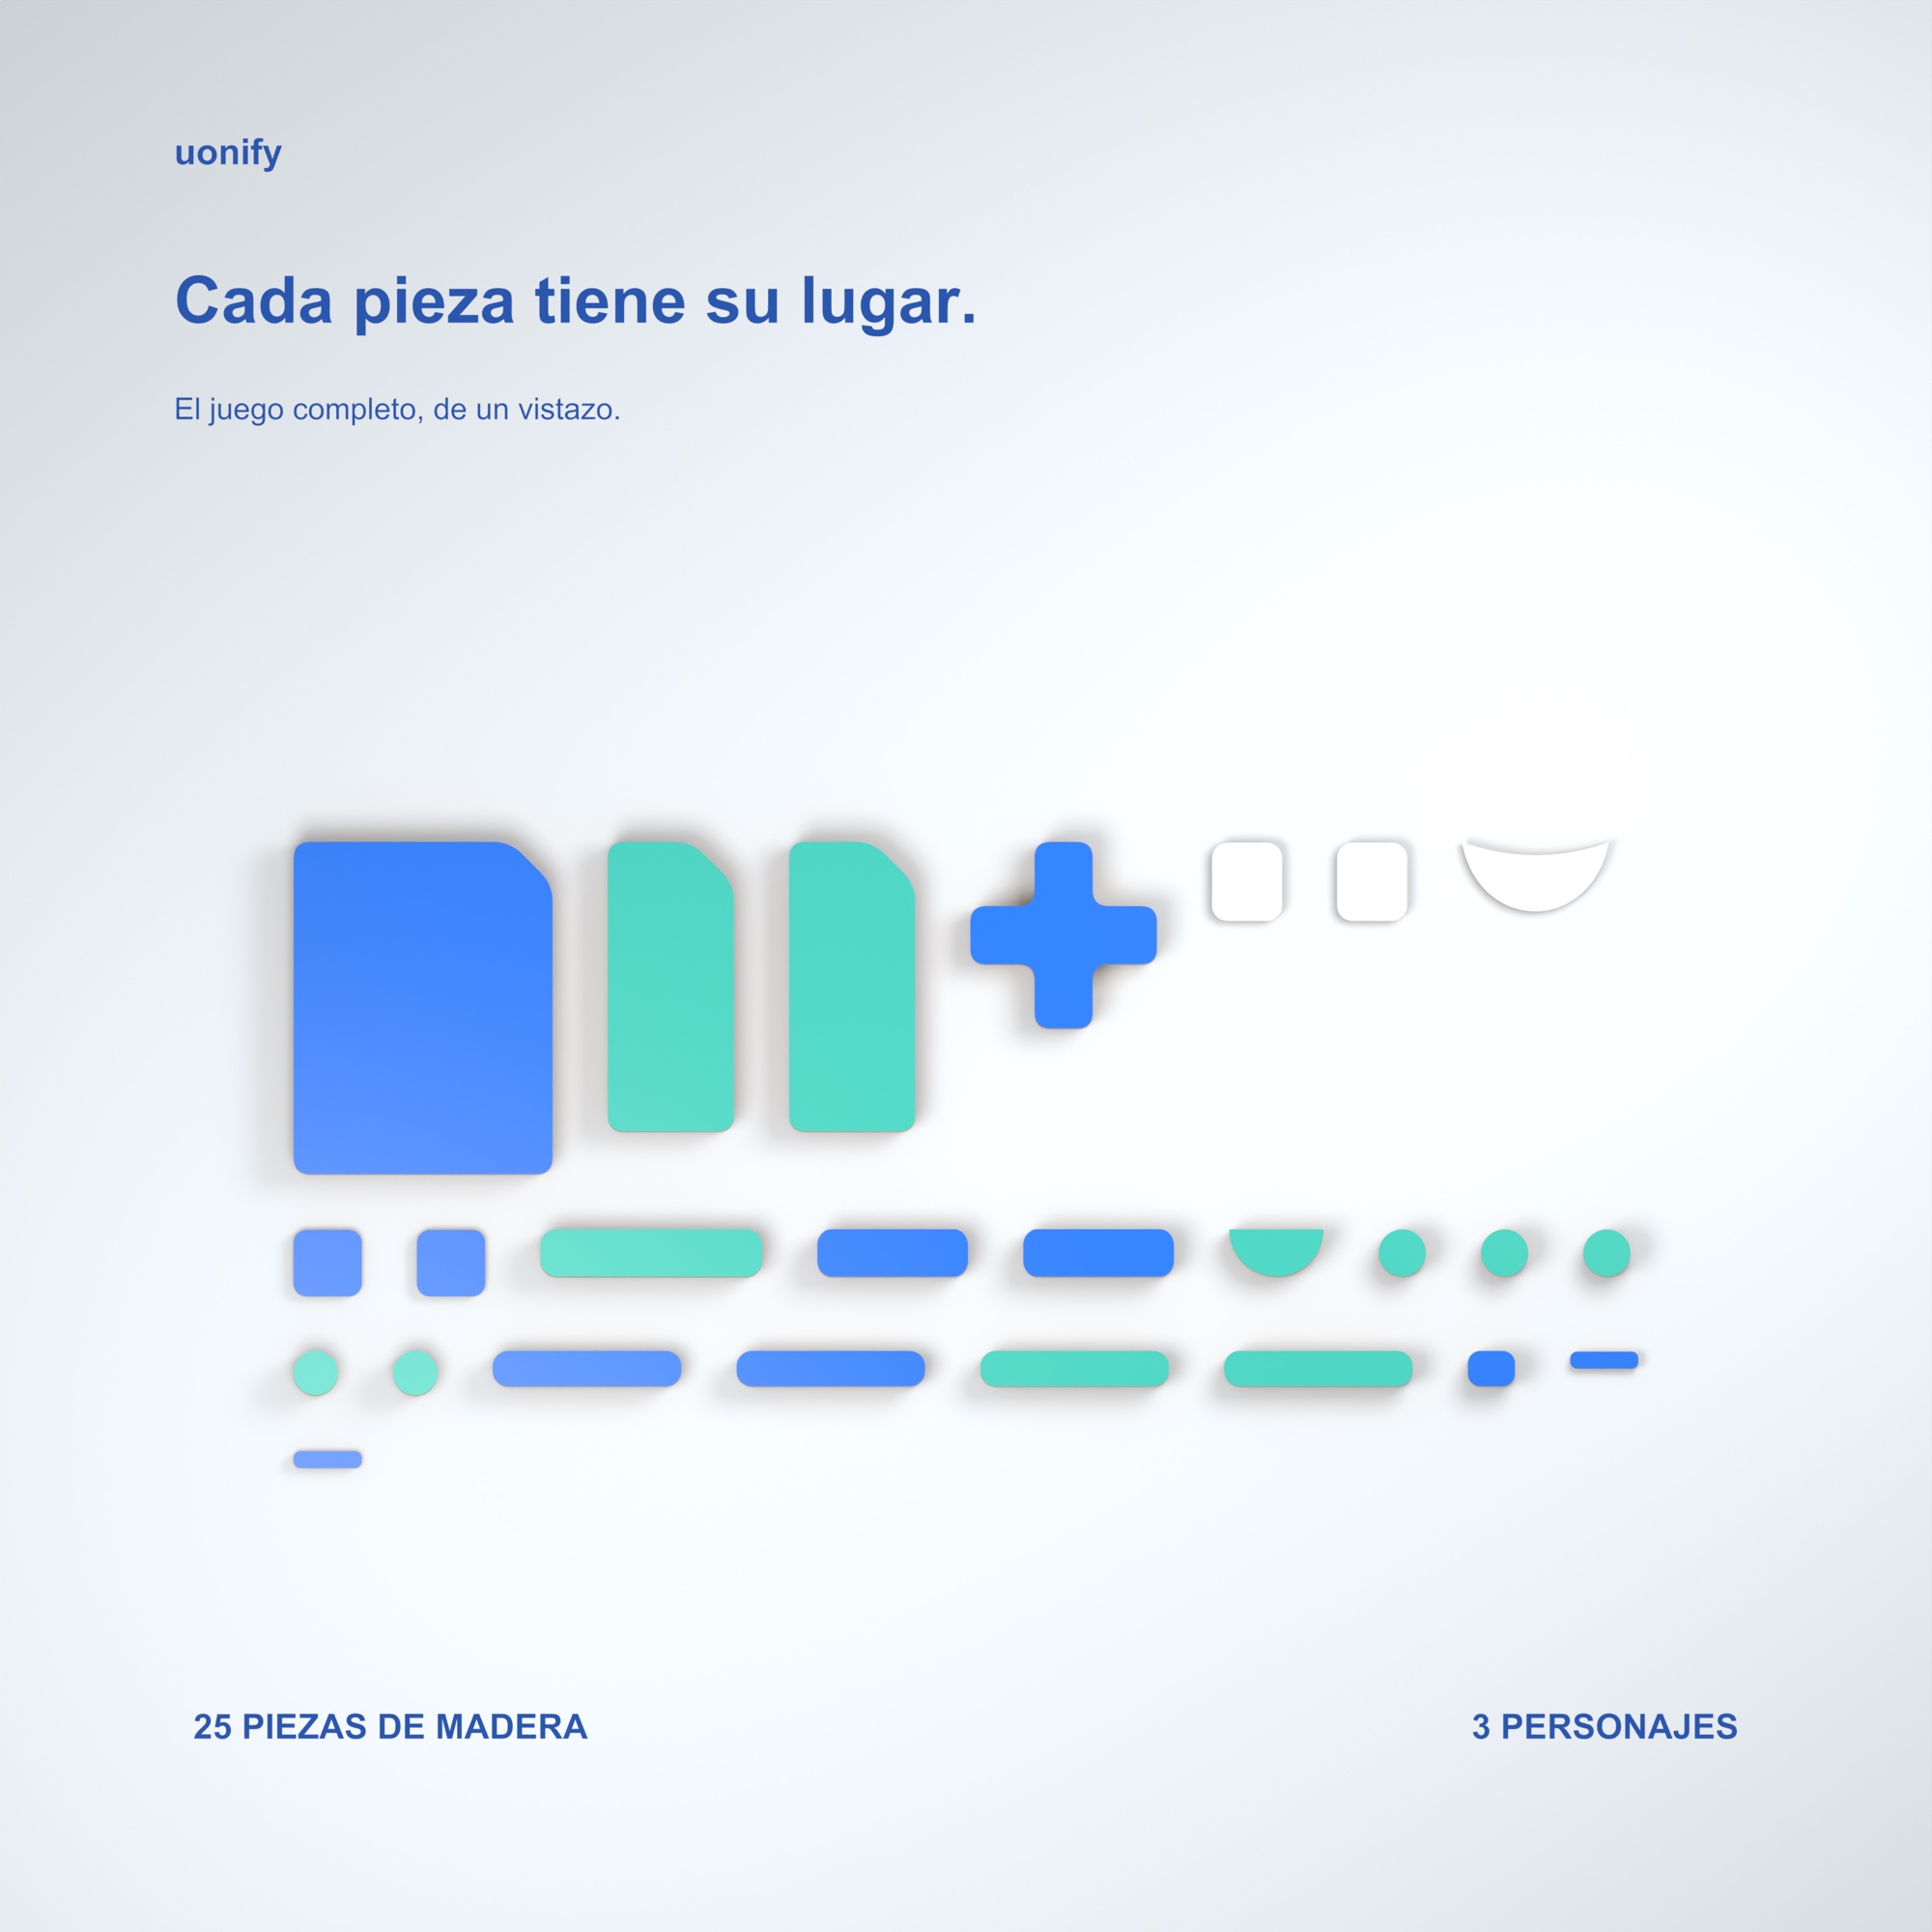 uonify
Cada pieza tiene su lugar.
El juego completo, de un vistazo.
25 PIEZAS DE MADERA
3 PERSONAJES